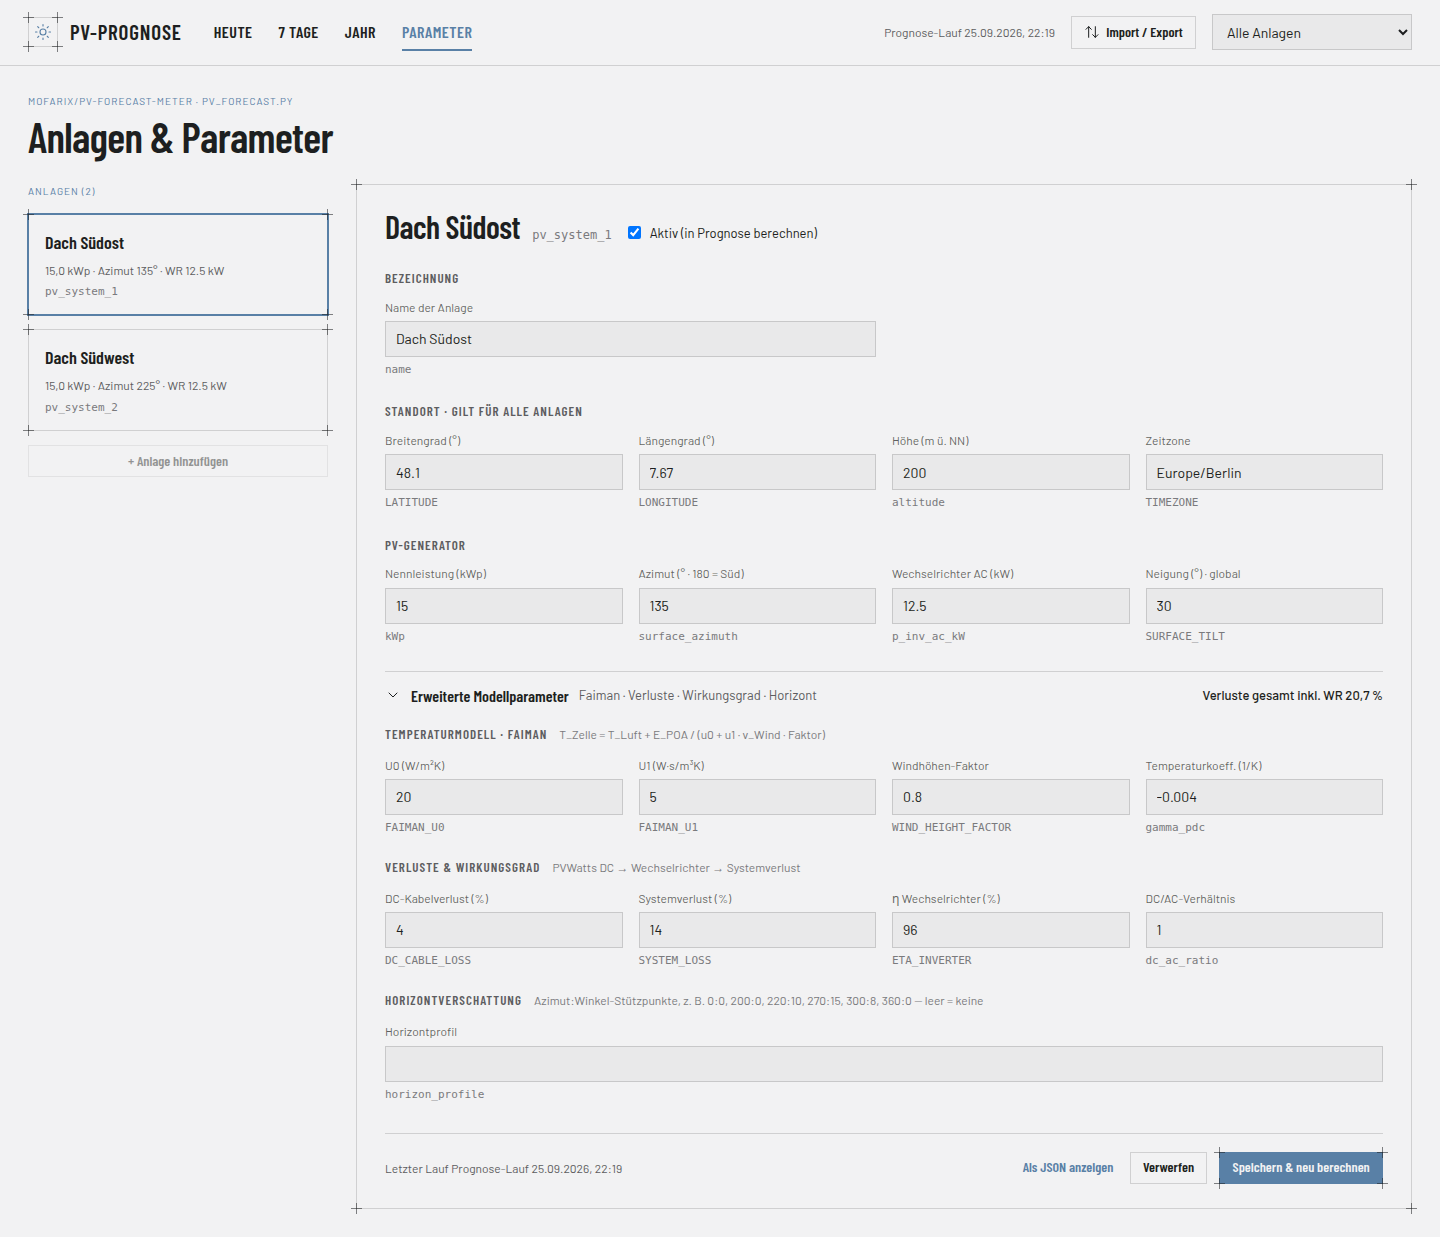 PV-PROGNOSE HEUTE 7 TAGE JAHR PARAMETER Prognose-Lauf 25.09.2026, 22:19 Import / Export Alle Anlagen
MOFARIX/PV-FORECAST-METER · PV_FORECAST.PY
Anlagen & Parameter
ANLAGEN (2)
Dach Südost
15,0 kWp · Azimut 135° · WR 12.5 kW
pv_system_1
Dach Südwest
15,0 kWp · Azimut 225° · WR 12.5 kW
pv_system_2
+ Anlage hinzufügen
Dach Südost pv_system_1 Aktiv (in Prognose berechnen)
BEZEICHNUNG
Name der Anlage
Dach Südost
name
STANDORT · GILT FÜR ALLE ANLAGEN
Breitengrad (°) Längengrad (°) Höhe (m ü. NN) Zeitzone
48.1 7.67 200 Europe/Berlin
LATITUDE LONGITUDE altitude TIMEZONE
PV-GENERATOR
Nennleistung (kWp) Azimut (° · 180 = Süd) Wechselrichter AC (kW) Neigung (°) · global
15 135 12.5 30
kWp surface_azimuth p_inv_ac_kW SURFACE_TILT
Erweiterte Modellparameter Faiman · Verluste · Wirkungsgrad · Horizont Verluste gesamt inkl. WR 20,7 %
TEMPERATURMODELL · FAIMAN T_Zelle = T_Luft + E_POA / (u0 + u1 · v_Wind · Faktor)
U0 (W/m²K) U1 (W·s/m³K) Windhöhen-Faktor Temperaturkoeff. (1/K)
20 5 0.8 -0.004
FAIMAN_U0 FAIMAN_U1 WIND_HEIGHT_FACTOR gamma_pdc
VERLUSTE & WIRKUNGSGRAD PVWatts DC → Wechselrichter → Systemverlust
DC-Kabelverlust (%) Systemverlust (%) η Wechselrichter (%) DC/AC-Verhältnis
4 14 96 1
DC_CABLE_LOSS SYSTEM_LOSS ETA_INVERTER dc_ac_ratio
HORIZONTVERSCHATTUNG Azimut:Winkel-Stützpunkte, z. B. 0:0, 200:0, 220:10, 270:15, 300:8, 360:0 — leer = keine
Horizontprofil
horizon_profile
Letzter Lauf Prognose-Lauf 25.09.2026, 22:19 Als JSON anzeigen Verwerfen Speichern & neu berechnen